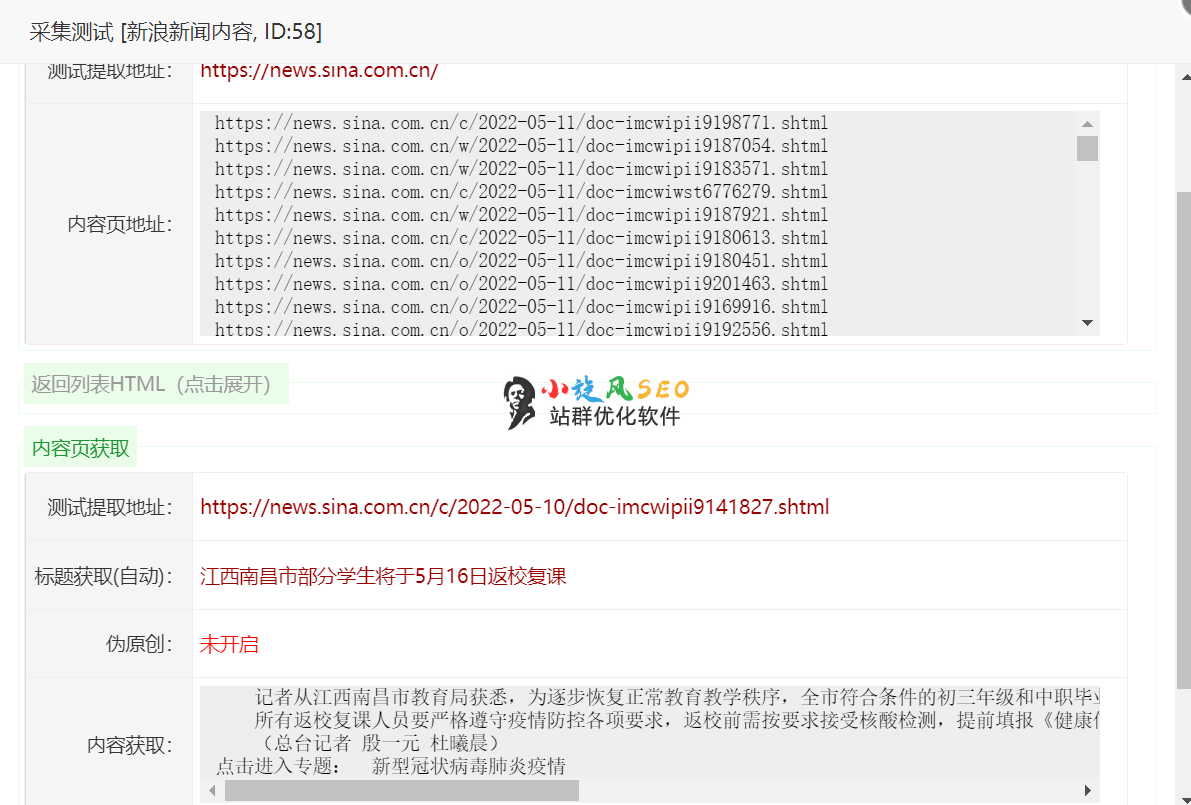 采集测试 [新浪新闻内容, ID:58]
测试提取地址: https://news.sina.com.cn/
内容页地址:
https://news.sina.com.cn/c/2022-05-11/doc-imcwipii9198771.shtml
https://news.sina.com.cn/w/2022-05-11/doc-imcwipii9187054.shtml
https://news.sina.com.cn/w/2022-05-11/doc-imcwipii9183571.shtml
https://news.sina.com.cn/c/2022-05-11/doc-imcwiwst6776279.shtml
https://news.sina.com.cn/w/2022-05-11/doc-imcwipii9187921.shtml
https://news.sina.com.cn/c/2022-05-11/doc-imcwipii9180613.shtml
https://news.sina.com.cn/o/2022-05-11/doc-imcwipii9180451.shtml
https://news.sina.com.cn/o/2022-05-11/doc-imcwipii9201463.shtml
https://news.sina.com.cn/o/2022-05-11/doc-imcwipii9169916.shtml
https://news.sina.com.cn/o/2022-05-11/doc-imcwipii9192556.shtml
返回列表HTML（点击展开）
小旋风SEO
站群优化软件
内容页获取
测试提取地址: https://news.sina.com.cn/c/2022-05-10/doc-imcwipii9141827.shtml
标题获取(自动): 江西南昌市部分学生将于5月16日返校复课
伪原创: 未开启
内容获取:
记者从江西南昌市教育局获悉，为逐步恢复正常教育教学秩序，全市符合条件的初三年级和中职毕
所有返校复课人员要严格遵守疫情防控各项要求，返校前需按要求接受核酸检测，提前填报《健康
（总台记者 殷一元 杜曦晨）
点击进入专题： 新型冠状病毒肺炎疫情